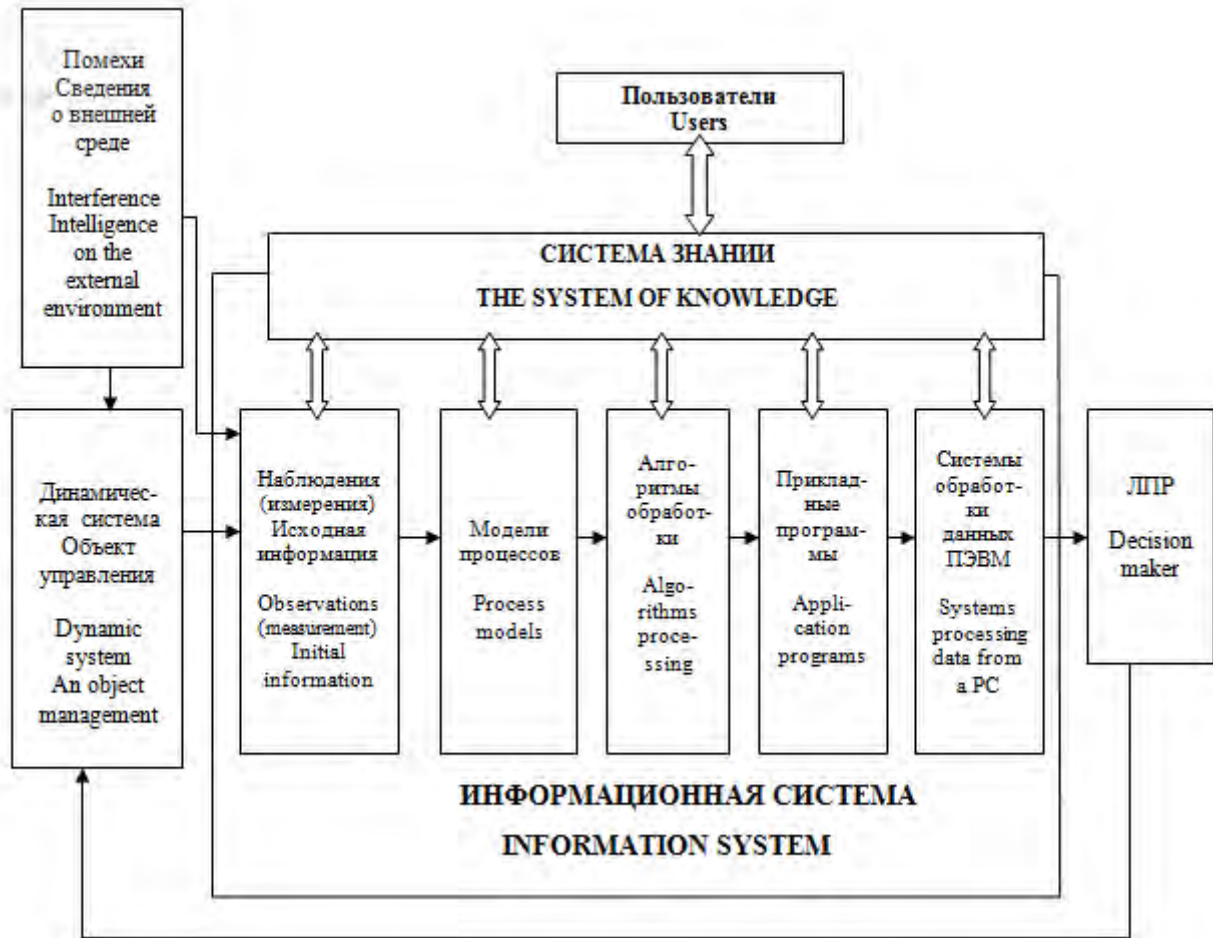 Помехи
Сведения
о внешней
среде
Interference
Intelligence
on the
external
environment
Пользователи
Users
СИСТЕМА ЗНАНИИ
THE SYSTEM OF KNOWLEDGE
Динамичес-
кая система
Объект
управления
Dynamic
system
An object
management
Наблюдения
(измерения)
Исходная
информация
Observations
(measurement)
Initial
information
Модели
процессов
Process
models
Алго-
ритмы
обработ-
ки
Algo-
rithms
proce-
ssing
Приклад-
ные
програм-
мы
Appli-
cation
programs
Системы
обработ-
ки
данных
ПЭВМ
Systems
processing
data from
a PC
ЛПР
Decision
maker
ИНФОРМАЦИОННАЯ СИСТЕМА
INFORMATION SYSTEM